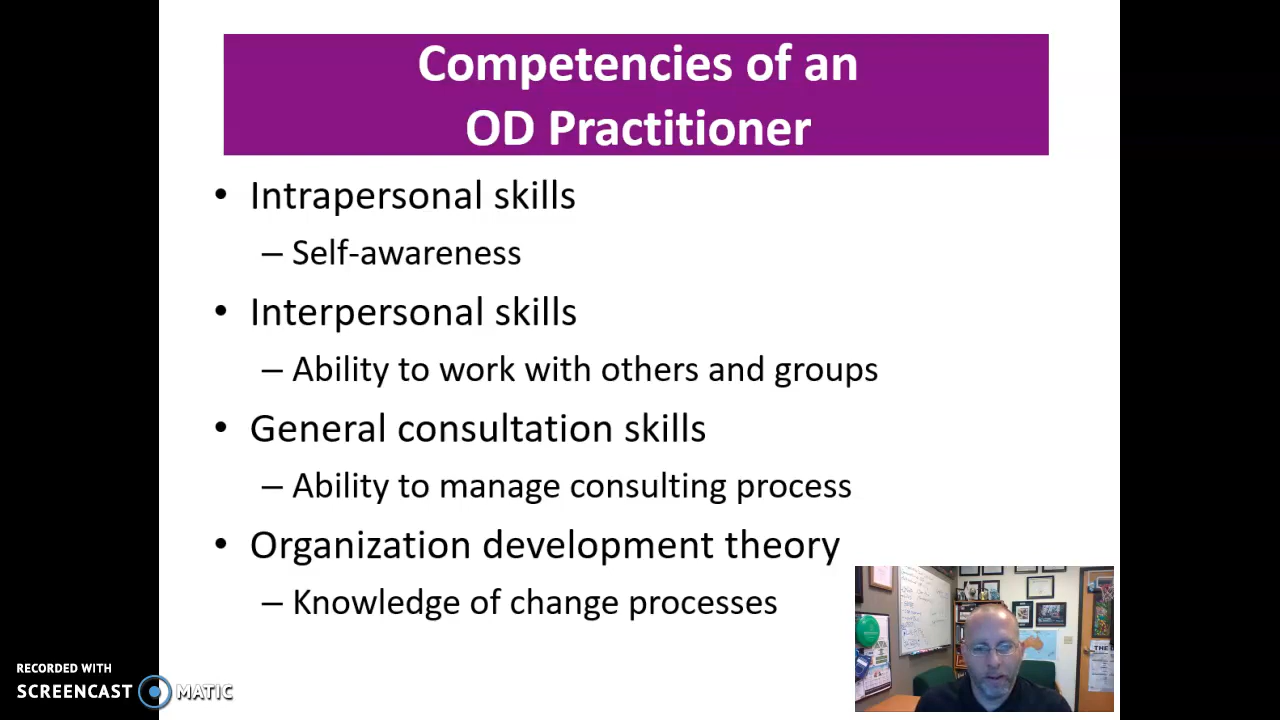 Competencies of an
OD Practitioner
• Intrapersonal skills
– Self-awareness
• Interpersonal skills
– Ability to work with others and groups
• General consultation skills
– Ability to manage consulting process
• Organization development theory
– Knowledge of change processes
THE
RECORDED WITH
SCREENCAST MATIC